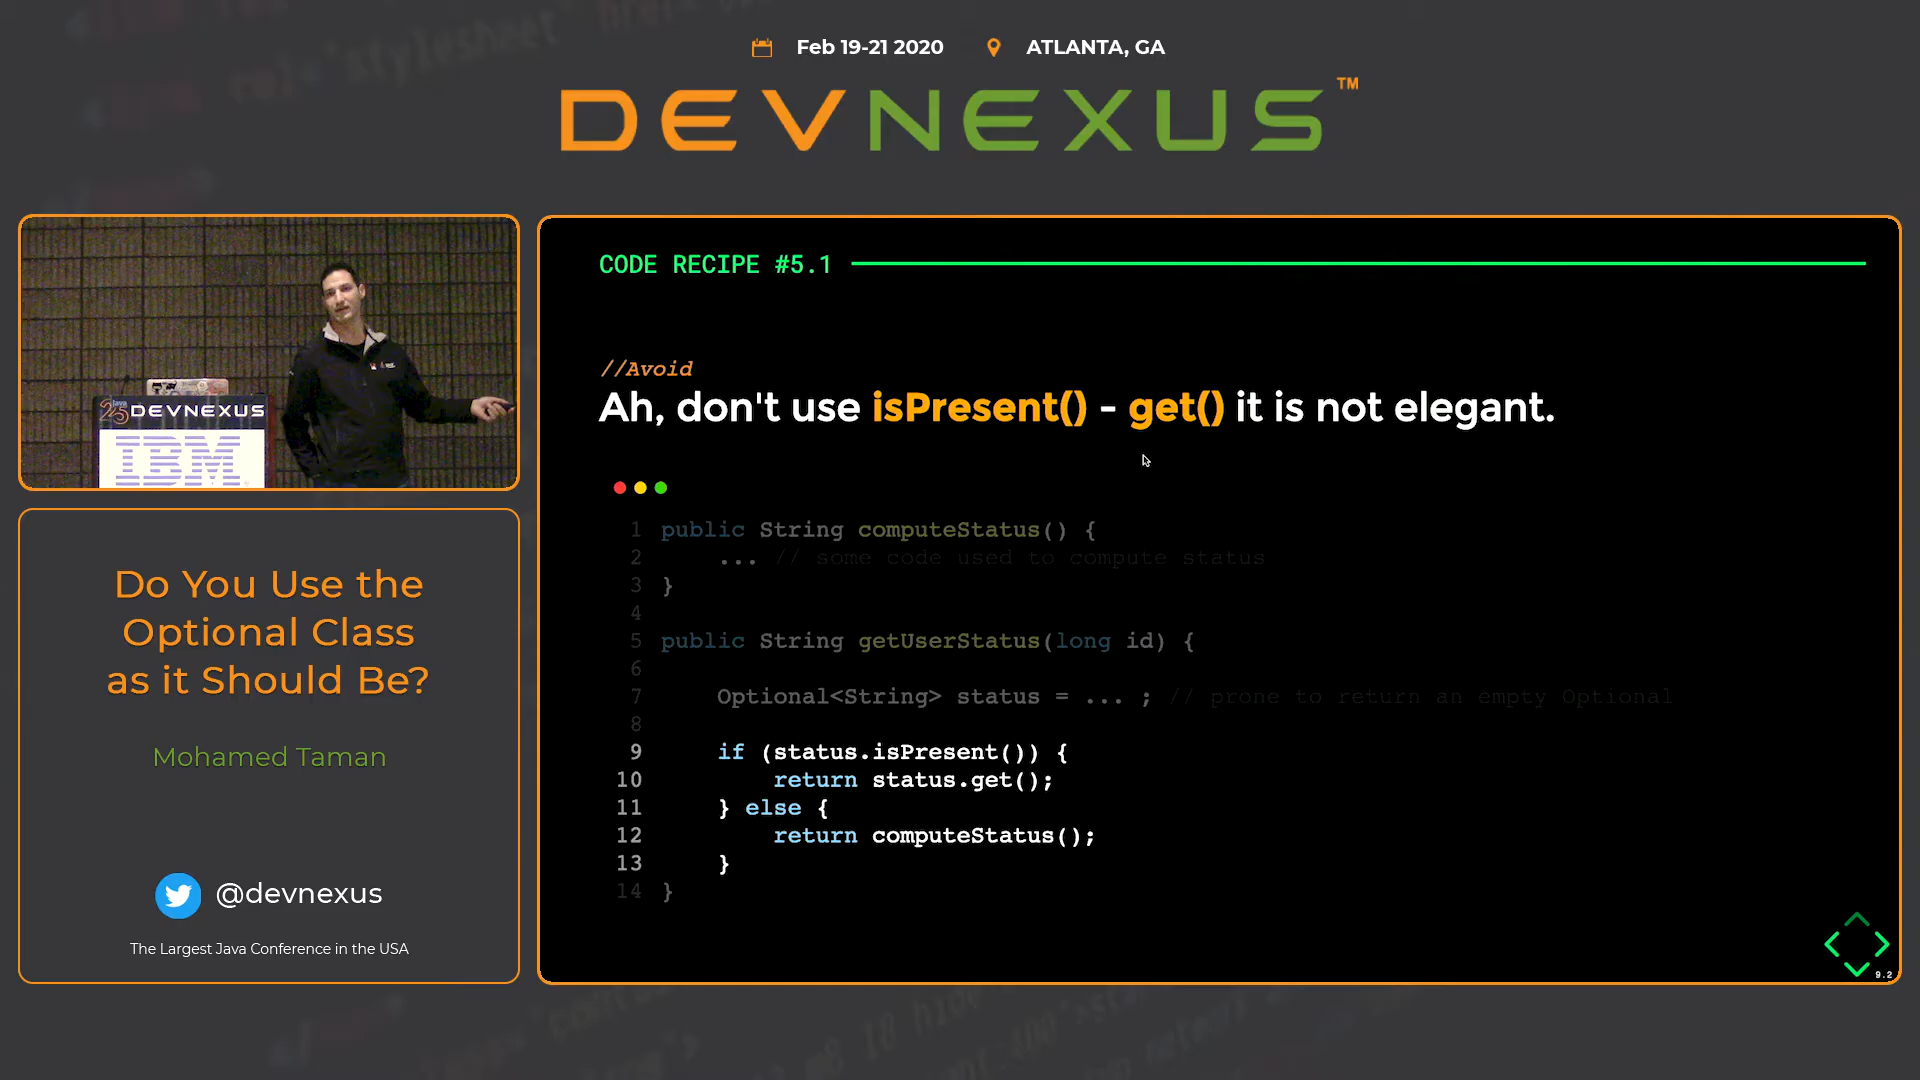 Feb 19-21 2020 ATLANTA, GA
DEVNEXUS™
25 DEVNEXUS
IBM
Do You Use the
Optional Class
as it Should Be?
Mohamed Taman
@devnexus
The Largest Java Conference in the USA
CODE RECIPE #5.1
//Avoid
Ah, don't use isPresent() - get() it is not elegant.
1 public String computeStatus() {
2 ... // some code used to compute status
3 }
4
5 public String getUserStatus(long id) {
6
7 Optional<String> status = ... ; // prone to return an empty Optional
8
9 if (status.isPresent()) {
10 return status.get();
11 } else {
12 return computeStatus();
13 }
14 }
9.2